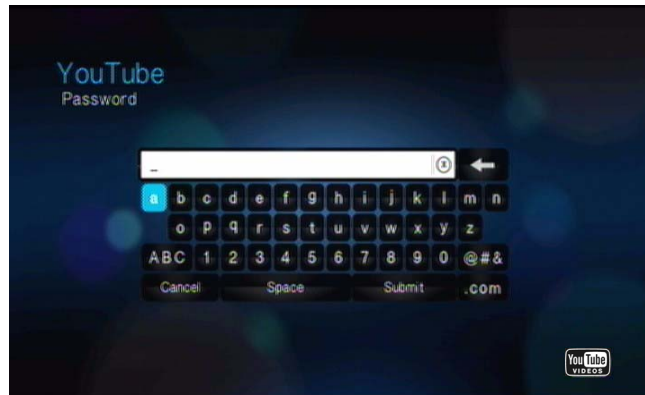 YouTube
Password
_
a b c d e f g h i j k l m n
o p q r s t u v w x y z
ABC 1 2 3 4 5 6 7 8 9 0 @#&
Cancel Space Submit .com
You Tube
VIDEOS